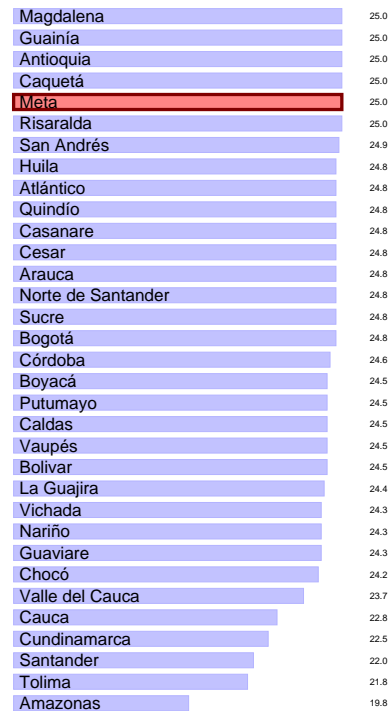 Magdalena 25.0
Guainía 25.0
Antioquia 25.0
Caquetá 25.0
Meta 25.0
Risaralda 25.0
San Andrés 24.9
Huila 24.8
Atlántico 24.8
Quindío 24.8
Casanare 24.8
Cesar 24.8
Arauca 24.8
Norte de Santander 24.8
Sucre 24.8
Bogotá 24.8
Córdoba 24.6
Boyacá 24.5
Putumayo 24.5
Caldas 24.5
Vaupés 24.5
Bolivar 24.5
La Guajira 24.4
Vichada 24.3
Nariño 24.3
Guaviare 24.3
Chocó 24.2
Valle del Cauca 23.7
Cauca 22.8
Cundinamarca 22.5
Santander 22.0
Tolima 21.8
Amazonas 19.8